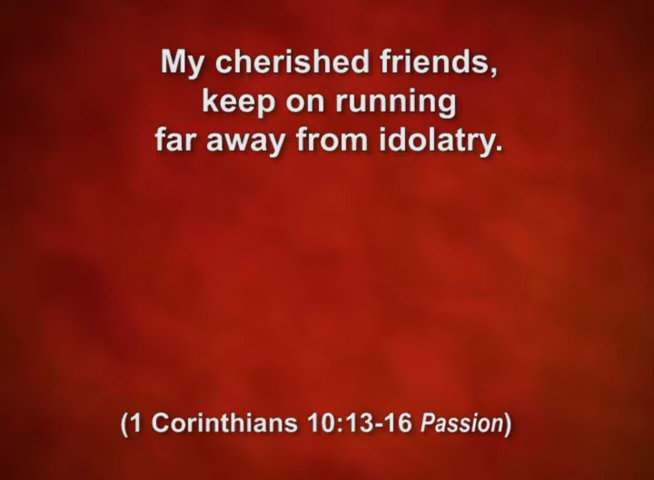 My cherished friends,
keep on running
far away from idolatry.
(1 Corinthians 10:13-16 Passion)